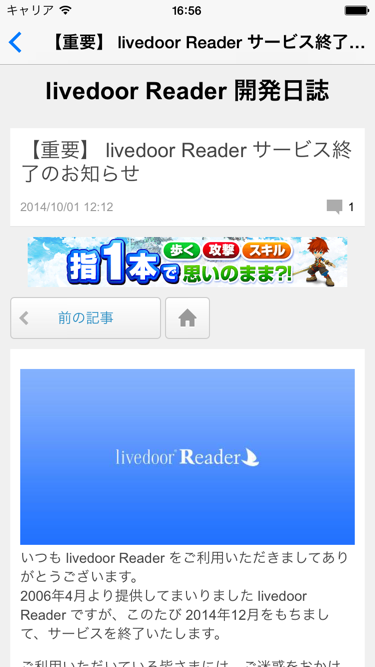 キャリア 16:56
【重要】 livedoor Reader サービス終了...
livedoor Reader 開発日誌
【重要】 livedoor Reader サービス終
了のお知らせ
2014/10/01 12:12 1
歩く 攻撃 スキル
指1本で思いのまま?!
前の記事
livedoor Reader
いつも livedoor Reader をご利用いただきましてあり
がとうございます。
2006年4月より提供してまいりました livedoor
Reader ですが、このたび 2014年12月をもちまし
て、サービスを終了いたします。
ご利用いただいている皆さまには、ご迷惑をおかけ